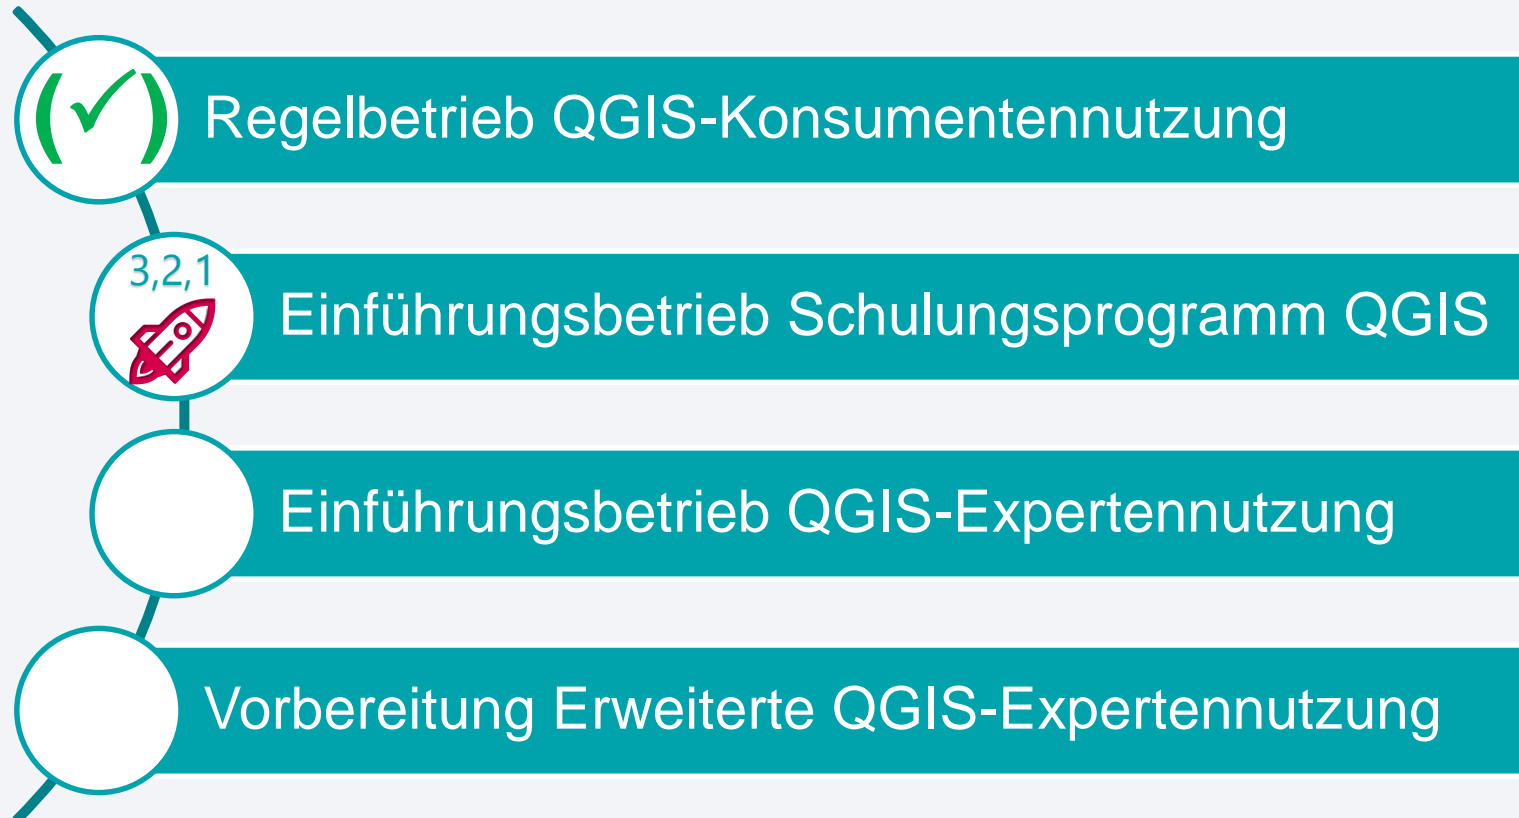 (✓)
Regelbetrieb QGIS-Konsumentennutzung
3,2,1
Einführungsbetrieb Schulungsprogramm QGIS
Einführungsbetrieb QGIS-Expertennutzung
Vorbereitung Erweiterte QGIS-Expertennutzung